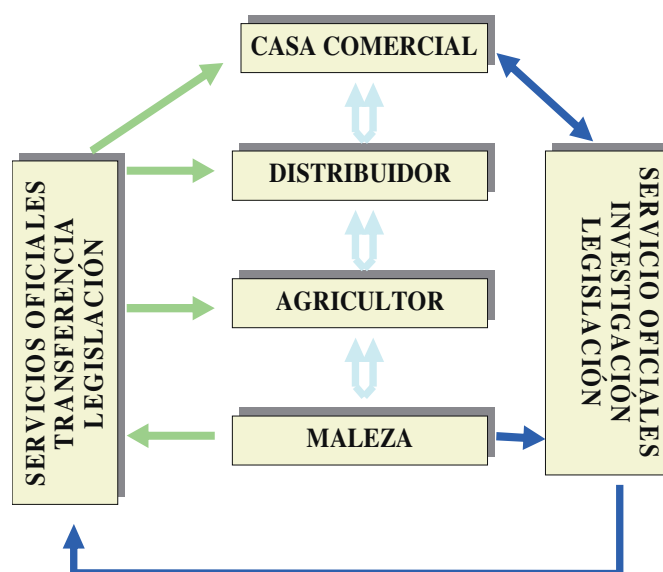 CASA COMERCIAL
DISTRIBUIDOR
AGRICULTOR
MALEZA
SERVICIOS OFICIALES
TRANSFERENCIA
LEGISLACIÓN
SERVICIO OFICIALES
INVESTIGACIÓN
LEGISLACIÓN